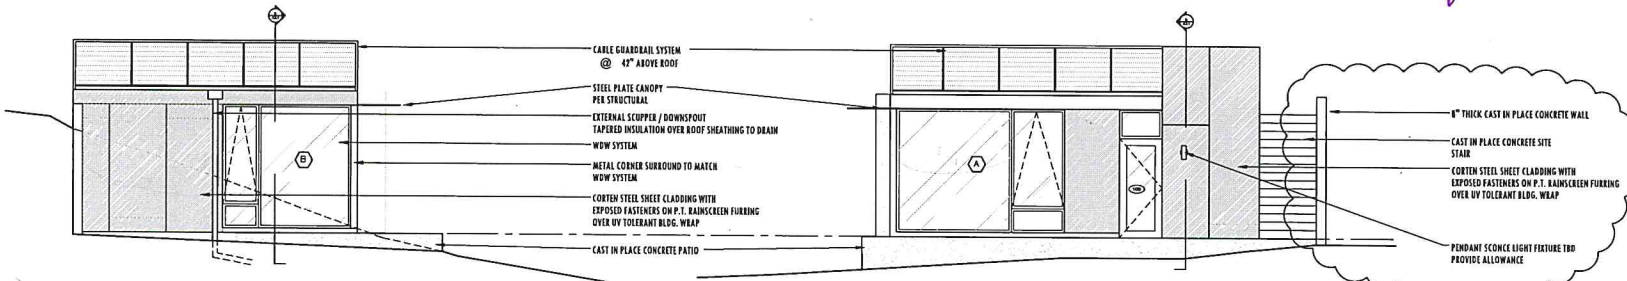 CABLE GUARDRAIL SYSTEM
@ 42" ABOVE ROOF
STEEL PLATE CANOPY
PER STRUCTURAL
EXTERNAL SCUPPER / DOWNSPOUT
TAPERED INSULATION OVER ROOF SHEATHING TO DRAIN
WDW SYSTEM
METAL CORNER SURROUND TO MATCH
WDW SYSTEM
CORTEN STEEL SHEET CLADDING WITH
EXPOSED FASTENERS ON P.T. RAINSCREEN FURRING
OVER UV TOLERANT BLDG. WRAP
CAST IN PLACE CONCRETE PATIO
B
A
100
8" THICK CAST IN PLACE CONCRETE WALL
CAST IN PLACE CONCRETE SITE
STAIR
CORTEN STEEL SHEET CLADDING WITH
EXPOSED FASTENERS ON P.T. RAINSCREEN FURRING
OVER UV TOLERANT BLDG. WRAP
PENDANT SCONCE LIGHT FIXTURE TBD
PROVIDE ALLOWANCE